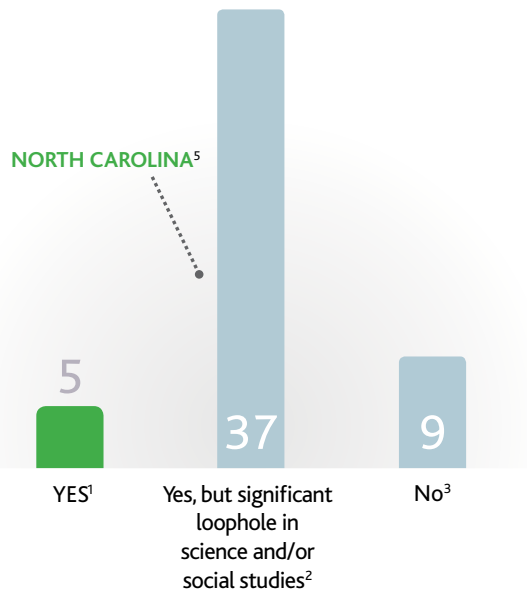 NORTH CAROLINA⁵
5
37
9
YES¹
Yes, but significant
loophole in
science and/or
social studies²
No³